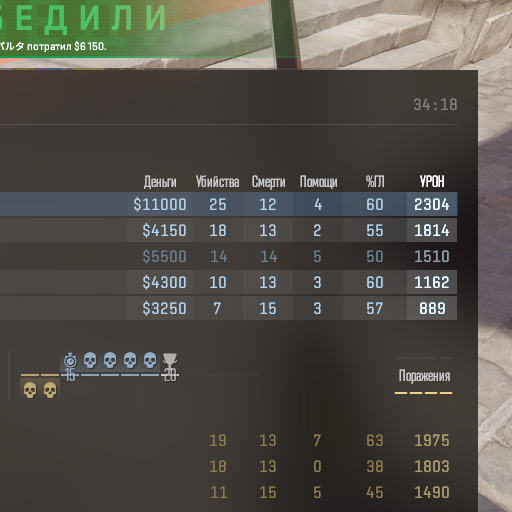 БЕДИЛИ
バルタ потратил $6150.
34:18
Деньги Убийства Смерти Помощи %ГЛ УРОН
$11000 25 12 4 60 2304
$4150 18 13 2 55 1814
$5500 14 14 5 50 1510
$4300 10 13 3 60 1162
$3250 7 15 3 57 889
15 20
Поражения
19 13 7 63 1975
18 13 0 38 1803
11 15 5 45 1490